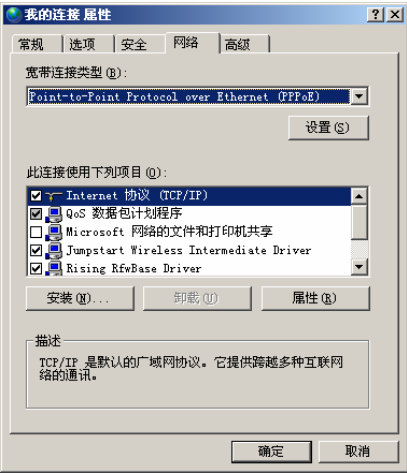 我的连接 属性
常规 选项 安全 网络 高级
宽带连接类型(B):
Point-to-Point Protocol over Ethernet (PPPoE)
设置(S)
此连接使用下列项目(O):
Internet 协议 (TCP/IP)
QoS 数据包计划程序
Microsoft 网络的文件和打印机共享
Jumpstart Wireless Intermediate Driver
Rising RfwBase Driver
安装(N)... 卸载(U) 属性(R)
描述
TCP/IP 是默认的广域网协议。它提供跨越多种互联网
络的通讯。
确定 取消